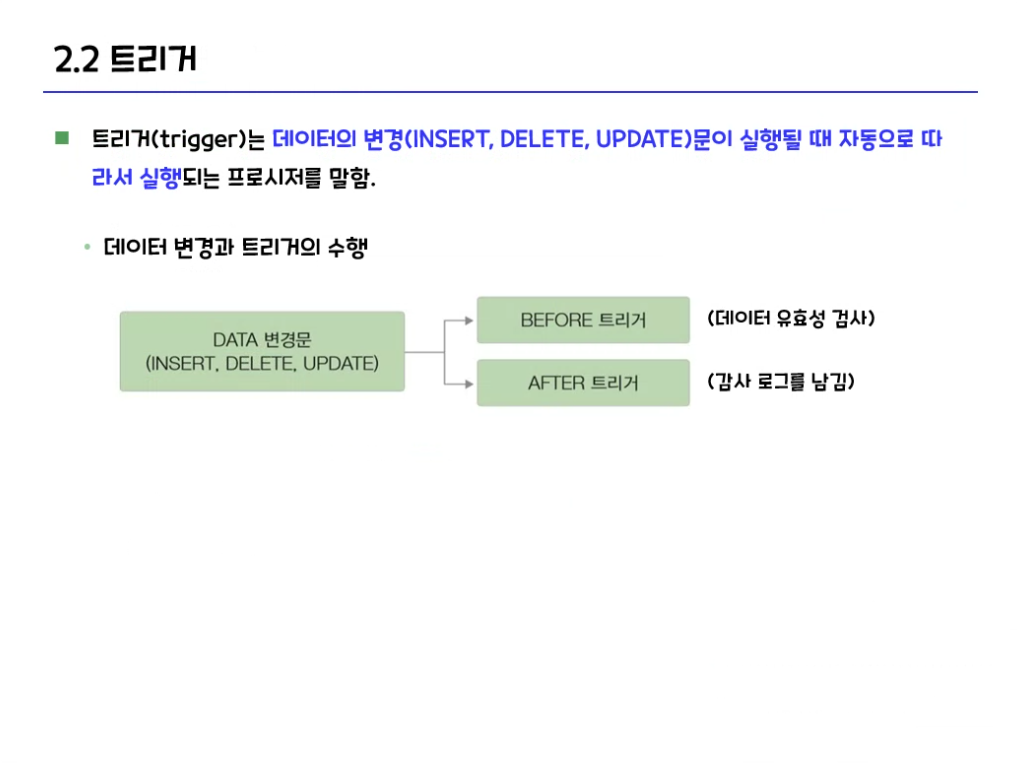 2.2 트리거
트리거(trigger)는 데이터의 변경(INSERT, DELETE, UPDATE)문이 실행될 때 자동으로 따
라서 실행되는 프로시저를 말함.
데이터 변경과 트리거의 수행
DATA 변경문
(INSERT, DELETE, UPDATE)
BEFORE 트리거 (데이터 유효성 검사)
AFTER 트리거 (감사 로그를 남김)